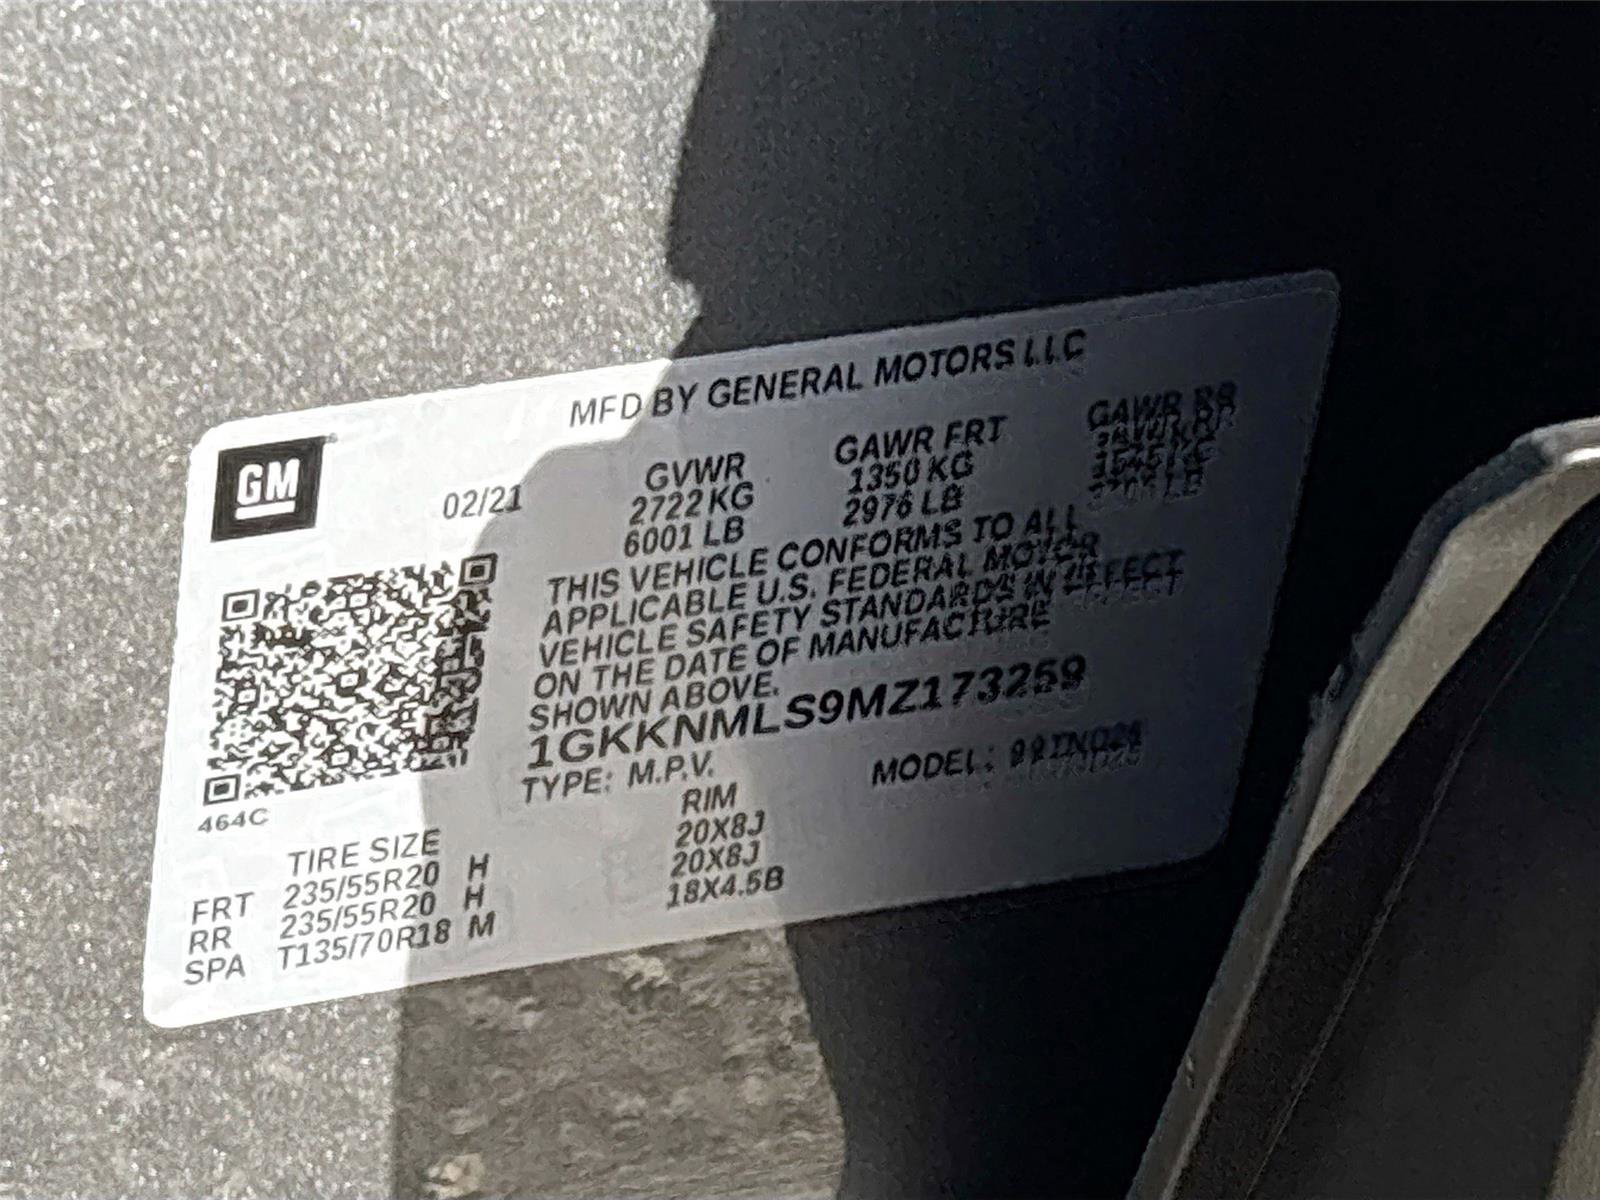 MFD BY GENERAL MOTORS LLC
GM
02/21
GVWR GAWR FRT GAWR RR
2722 KG 1350 KG
6001 LB 2976 LB
THIS VEHICLE CONFORMS TO ALL
APPLICABLE U.S. FEDERAL MOTOR
VEHICLE SAFETY STANDARDS IN EFFECT
ON THE DATE OF MANUFACTURE
SHOWN ABOVE.
1GKKNMLS9MZ173259
TYPE: M.P.V. MODEL:
464C
TIRE SIZE RIM
FRT 235/55R20 H 20X8J
RR 235/55R20 H 20X8J
SPA T135/70R18 M 18X4.5B